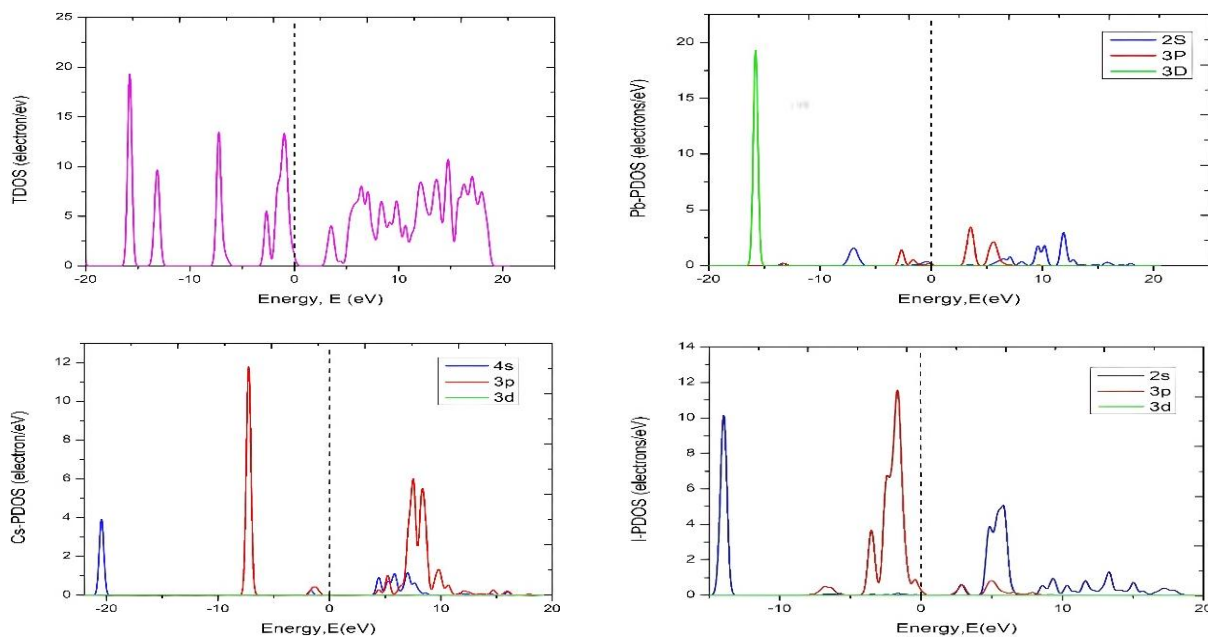 TDOS (electron/ev)
25
20
15
10
5
0
-20
-10
0
10
20
Energy, E (eV)
Pb-PDOS (electrons/eV)
20
15
10
5
0
-20
-10
0
10
20
Energy,E(eV)
2S
3P
3D
Cs-PDOS (electron/eV)
12
10
8
6
4
2
0
-20
-10
0
10
20
Energy,E(eV)
4s
3p
3d
I-PDOS (electrons/eV)
14
12
10
8
6
4
2
0
-10
0
10
20
Energy,E(eV)
2s
3p
3d